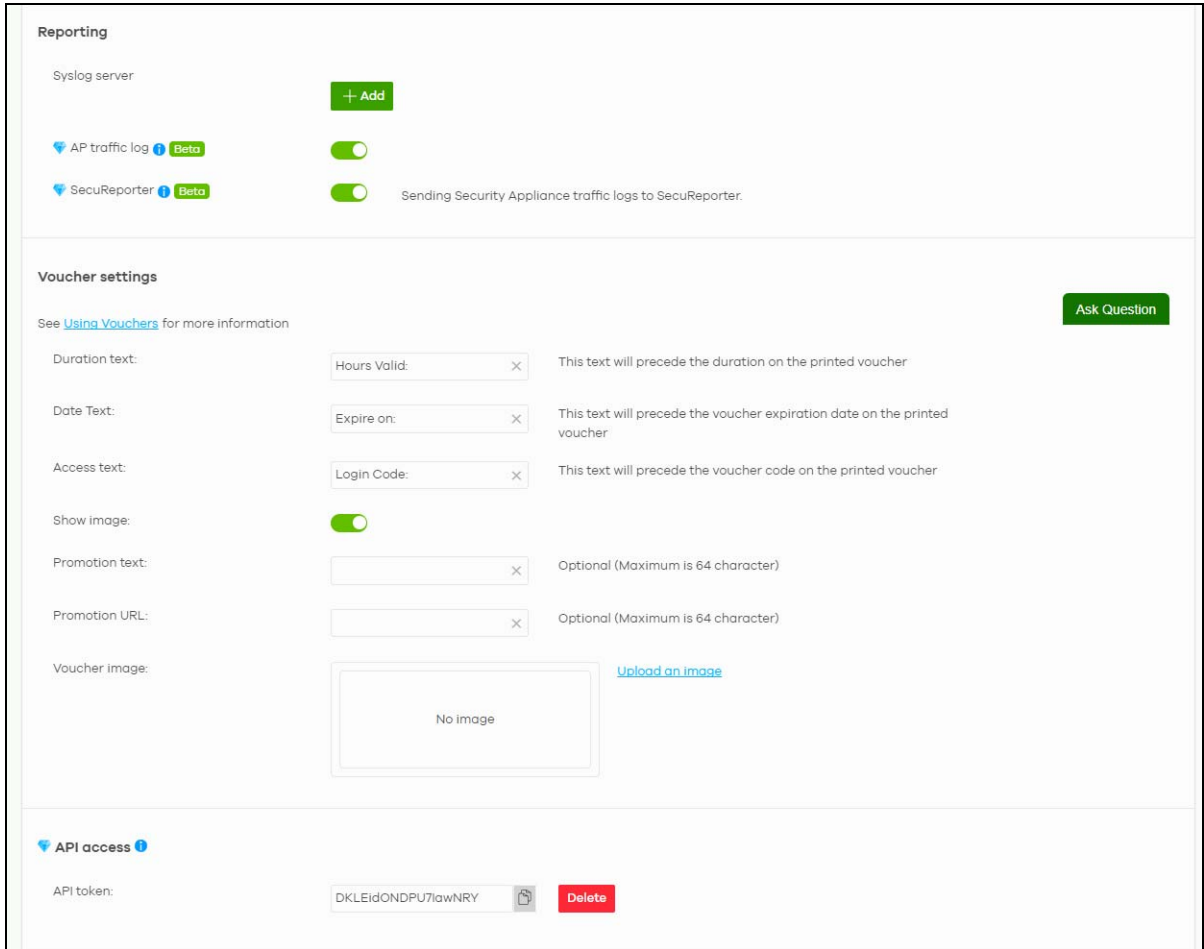 Reporting
Syslog server
+ Add
AP traffic log i Beta
SecuReporter i Beta
Sending Security Appliance traffic logs to SecuReporter.
Voucher settings
Ask Question
See Using Vouchers for more information
Duration text:
Hours Valid:
This text will precede the duration on the printed voucher
Date Text:
Expire on:
This text will precede the voucher expiration date on the printed
voucher
Access text:
Login Code:
This text will precede the voucher code on the printed voucher
Show image:
Promotion text:
Optional (Maximum is 64 character)
Promotion URL:
Optional (Maximum is 64 character)
Voucher image:
Upload an image
No image
API access i
API token:
DKLEidONDPU7IawNRY
Delete